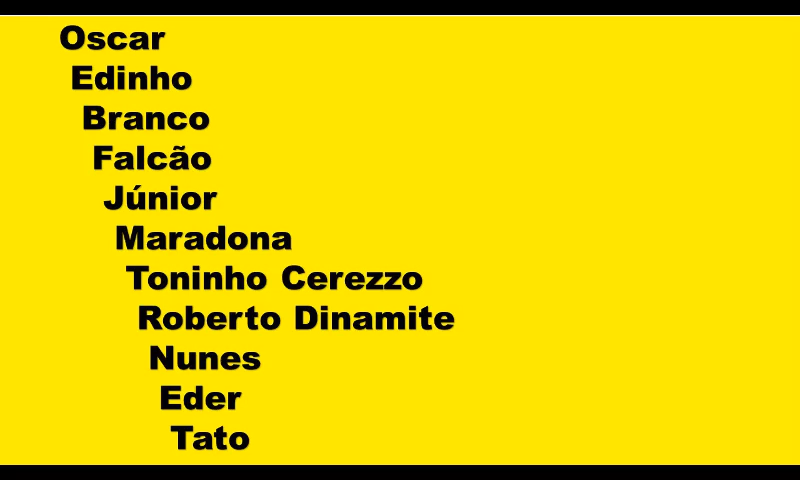 Oscar
Edinho
Branco
Falcão
Júnior
Maradona
Toninho Cerezzo
Roberto Dinamite
Nunes
Eder
Tato